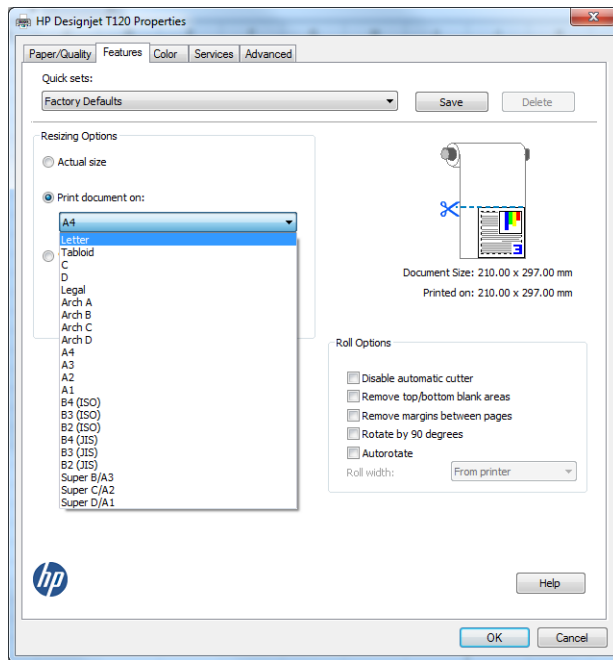 HP Designjet T120 Properties
Paper/Quality Features Color Services Advanced
Quick sets:
Factory Defaults Save Delete
Resizing Options
Actual size
Print document on:
A4
Letter
Tabloid
C
D
Legal
Arch A
Arch B
Arch C
Arch D
A4
A3
A2
A1
B4 (ISO)
B3 (ISO)
B2 (ISO)
B4 (JIS)
B3 (JIS)
B2 (JIS)
Super B/A3
Super C/A2
Super D/A1
3
Document Size: 210.00 x 297.00 mm
Printed on: 210.00 x 297.00 mm
Roll Options
Disable automatic cutter
Remove top/bottom blank areas
Remove margins between pages
Rotate by 90 degrees
Autorotate
Roll width: From printer
hp
Help
OK Cancel